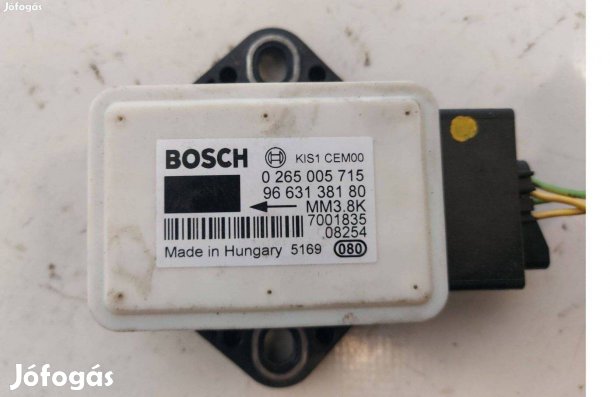 Jófogás
BOSCH KIS1 CEM00
0 265 005 715
96 631 381 80
MM3.8K
7001835
08254
Made in Hungary 5169 080
Jófogás